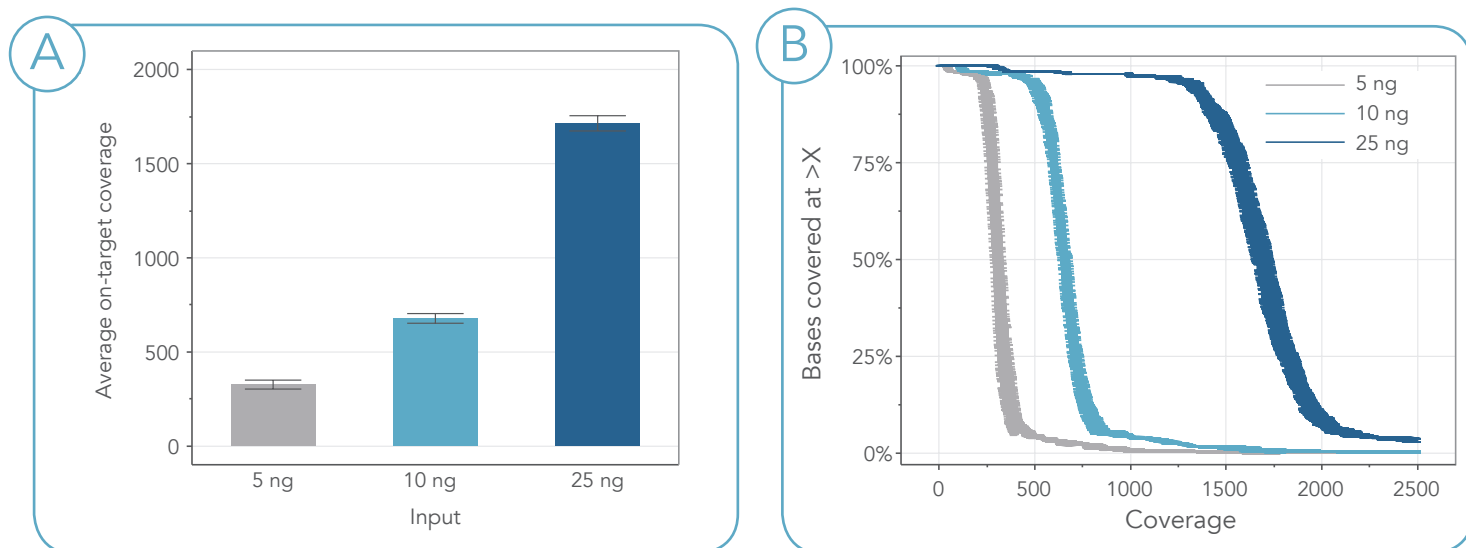 A
2000
1500
1000
500
0
Average on-target coverage
5 ng
10 ng
25 ng
Input
B
100%
75%
50%
25%
0%
Bases covered at >X
5 ng
10 ng
25 ng
0
500
1000
1500
2000
2500
Coverage